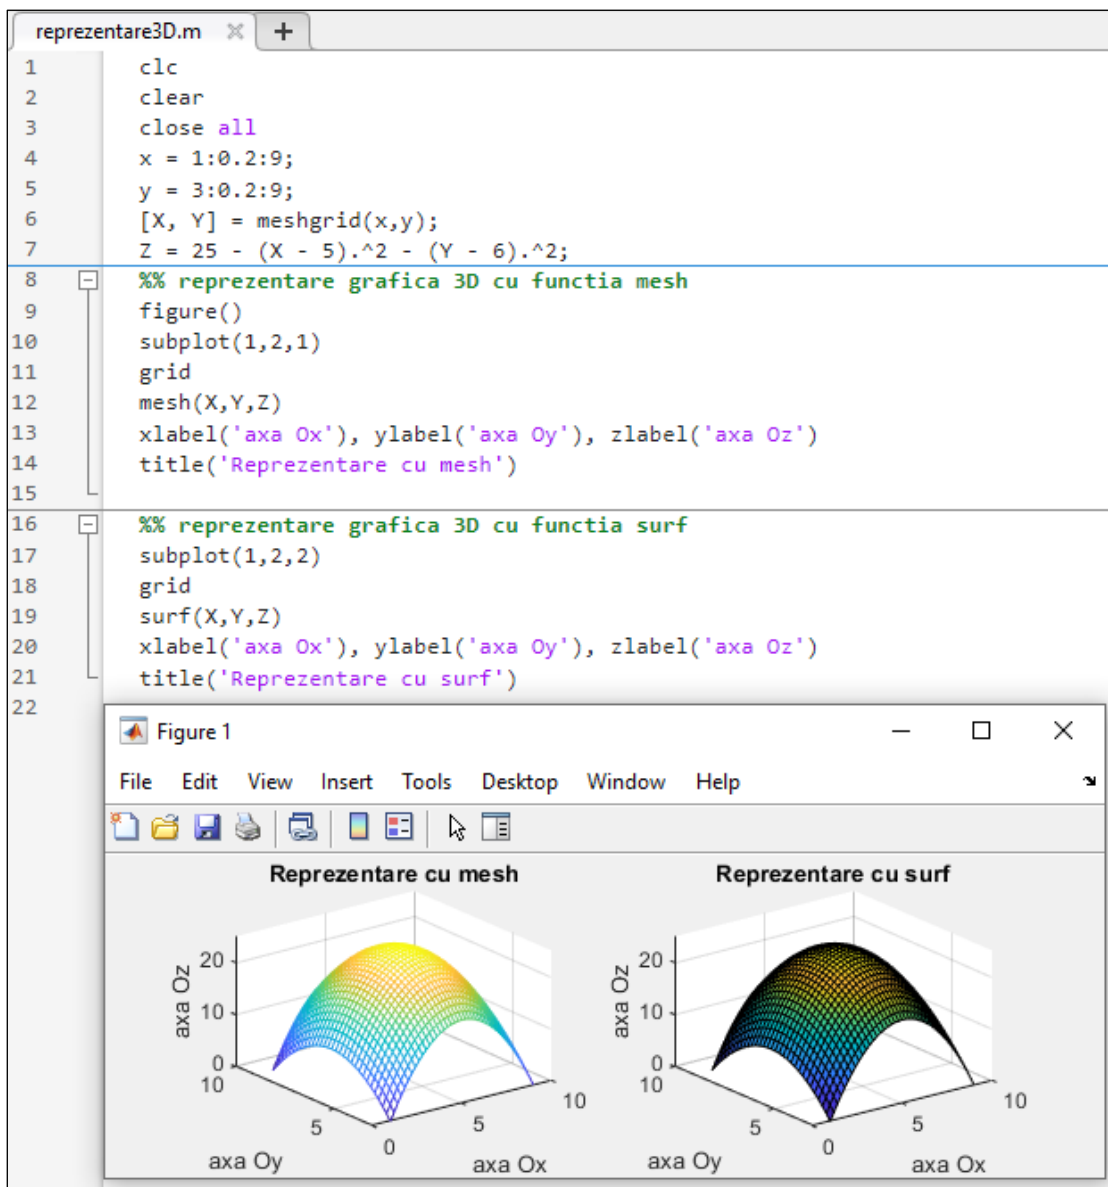 reprezentare3D.m
1 clc
2 clear
3 close all
4 x = 1:0.2:9;
5 y = 3:0.2:9;
6 [X, Y] = meshgrid(x,y);
7 Z = 25 - (X - 5).^2 - (Y - 6).^2;
8 %% reprezentare grafica 3D cu functia mesh
9 figure()
10 subplot(1,2,1)
11 grid
12 mesh(X,Y,Z)
13 xlabel('axa Ox'), ylabel('axa Oy'), zlabel('axa Oz')
14 title('Reprezentare cu mesh')
15
16 %% reprezentare grafica 3D cu functia surf
17 subplot(1,2,2)
18 grid
19 surf(X,Y,Z)
20 xlabel('axa Ox'), ylabel('axa Oy'), zlabel('axa Oz')
21 title('Reprezentare cu surf')
22
Figure 1
File Edit View Insert Tools Desktop Window Help
Reprezentare cu mesh
axa Oz
20
10
0
10
5
0
5
10
axa Oy
axa Ox
Reprezentare cu surf
axa Oz
20
10
0
10
5
0
5
10
axa Oy
axa Ox